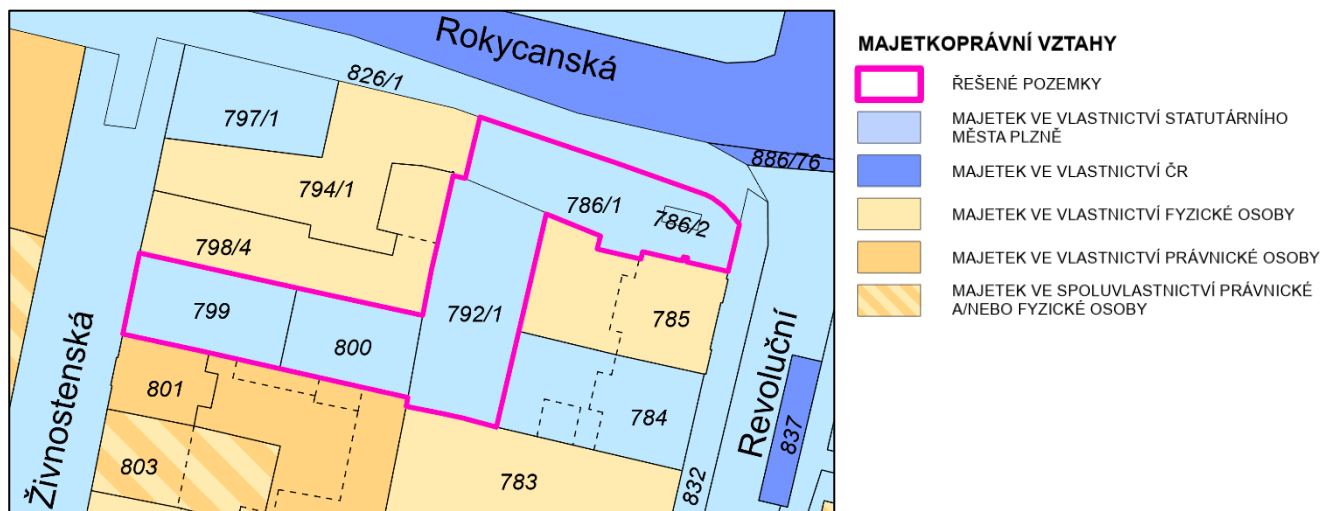 Rokycanská
826/1
797/1
886/76
794/1
786/1
786/2
798/4
799
792/1
785
800
801
784
Revoluční
837
Živnostenská
803
783
832
MAJETKOPRÁVNÍ VZTAHY
ŘEŠENÉ POZEMKY
MAJETEK VE VLASTNICTVÍ STATUTÁRNÍHO
MĚSTA PLZNĚ
MAJETEK VE VLASTNICTVÍ ČR
MAJETEK VE VLASTNICTVÍ FYZICKÉ OSOBY
MAJETEK VE VLASTNICTVÍ PRÁVNICKÉ OSOBY
MAJETEK VE SPOLUVLASTNICTVÍ PRÁVNICKÉ
A/NEBO FYZICKÉ OSOBY